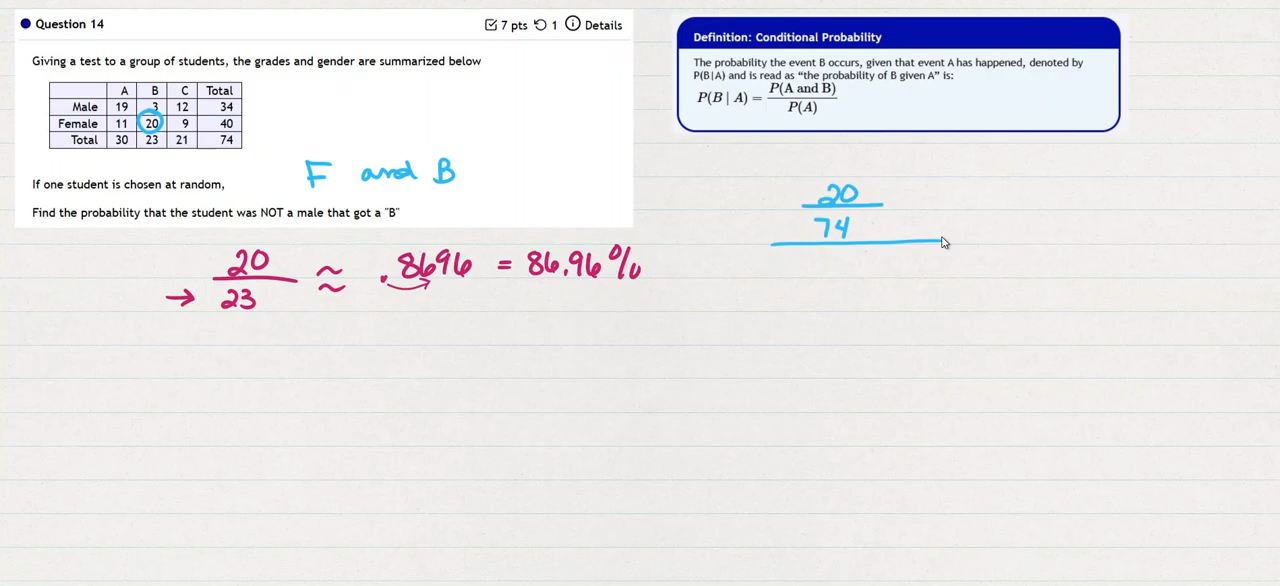 Question 14
7 pts 1 Details
Giving a test to a group of students, the grades and gender are summarized below
A B C Total
Male 19 3 12 34
Female 11 20 9 40
Total 30 23 21 74
F and B
If one student is chosen at random,
Find the probability that the student was NOT a male that got a "B"
→ 20/23 ≈ .8696 = 86.96%
Definition: Conditional Probability
The probability the event B occurs, given that event A has happened, denoted by
P(B|A) and is read as “the probability of B given A” is:
P(B | A) = P(A and B) / P(A)
20
74